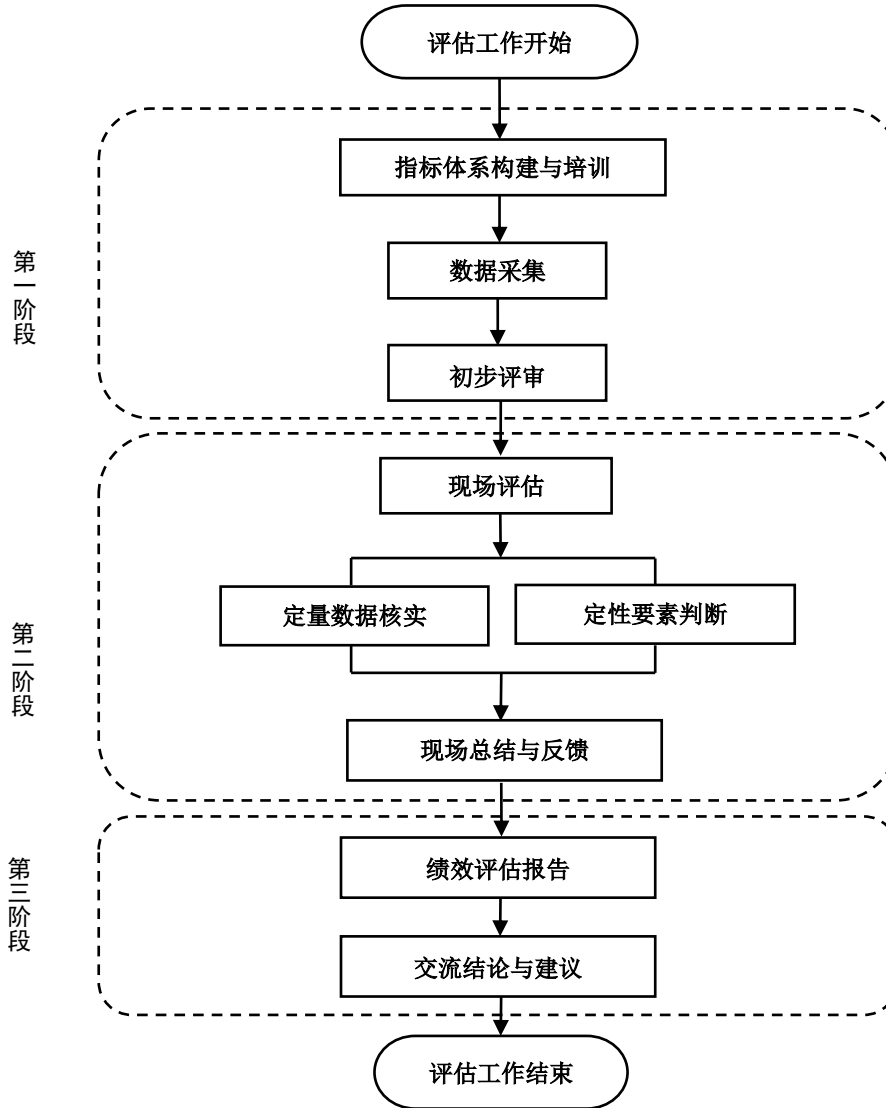 评估工作开始
第一阶段
指标体系构建与培训
数据采集
初步评审
第二阶段
现场评估
定量数据核实
定性要素判断
现场总结与反馈
第三阶段
绩效评估报告
交流结论与建议
评估工作结束